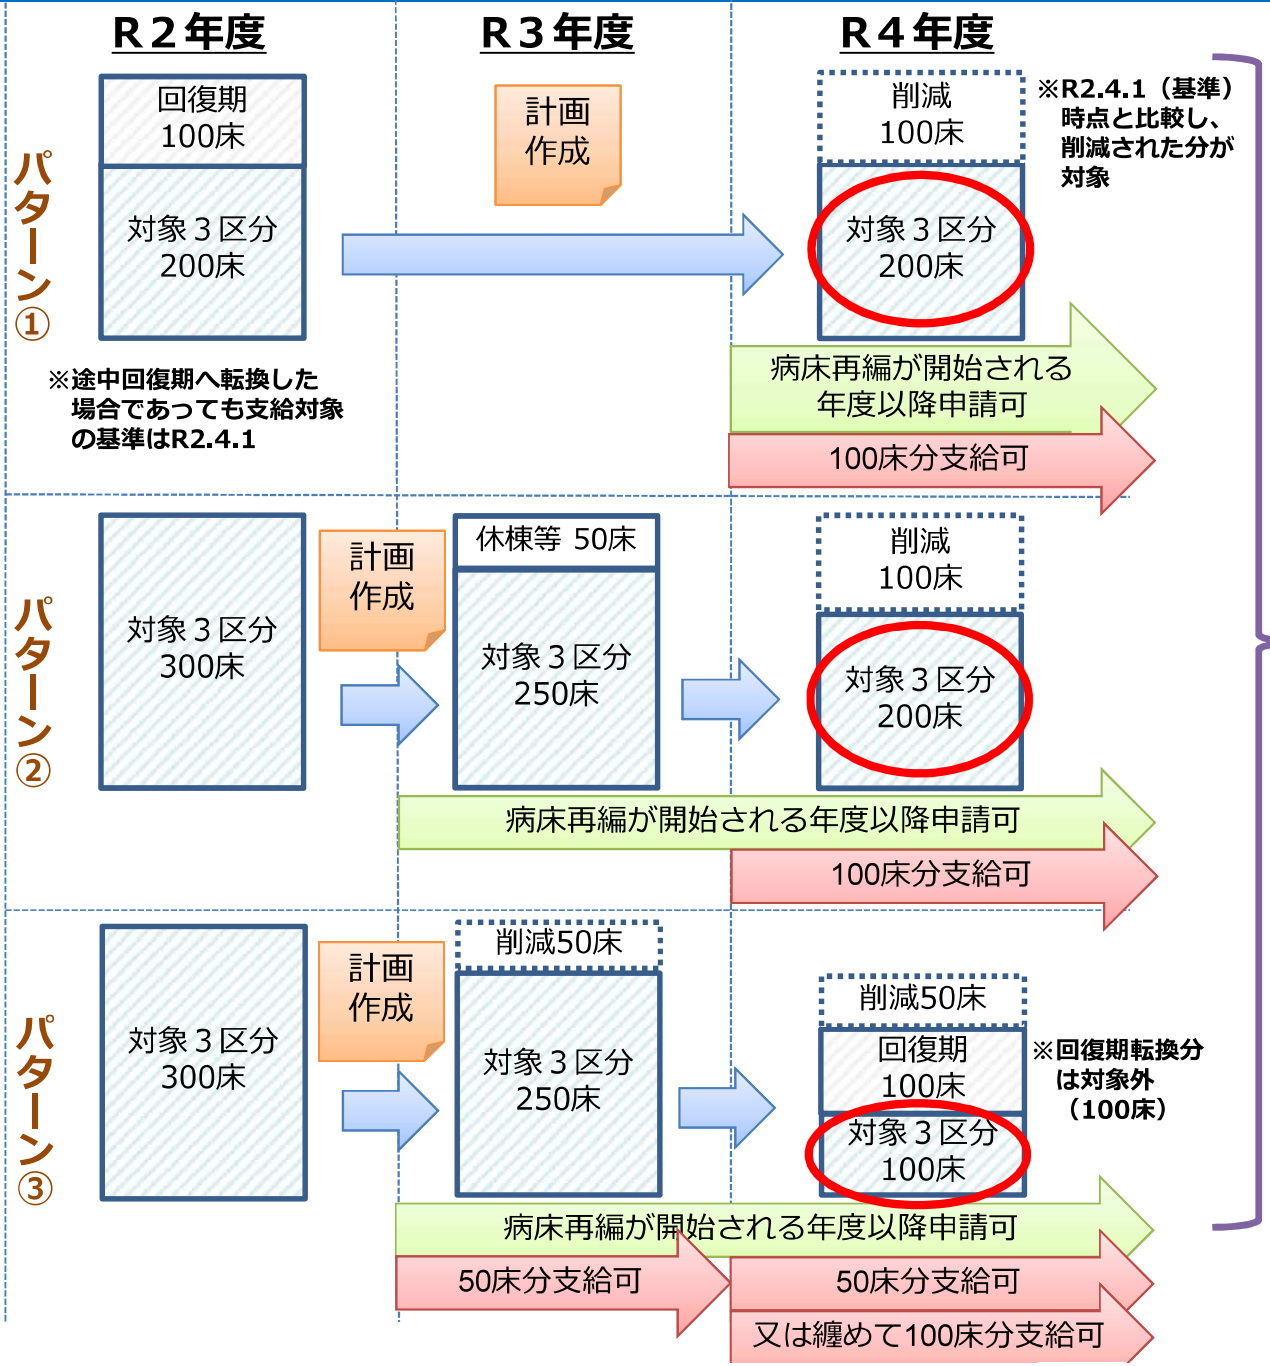 R２年度
R３年度
R４年度
パターン①
回復期
100床
対象３区分
200床
※途中回復期へ転換した
場合であっても支給対象
の基準はR2.4.1
計画
作成
削減
100床
対象３区分
200床
※R2.4.1（基準）
時点と比較し、
削減された分が
対象
病床再編が開始される
年度以降申請可
100床分支給可
パターン②
対象３区分
300床
計画
作成
休棟等 50床
対象３区分
250床
削減
100床
対象３区分
200床
病床再編が開始される年度以降申請可
100床分支給可
パターン③
対象３区分
300床
計画
作成
削減50床
対象３区分
250床
削減50床
回復期
100床
対象３区分
100床
※回復期転換分
は対象外
（100床）
病床再編が開始される年度以降申請可
50床分支給可
50床分支給可
又は纏めて100床分支給可